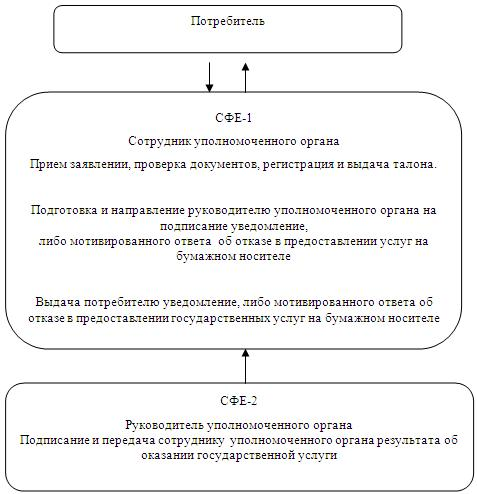 Потребитель
СФЕ-1
Сотрудник уполномоченного органа
Прием заявлении, проверка документов, регистрация и выдача талона.
Подготовка и направление руководителю уполномоченного органа на
подписание уведомление,
либо мотивированного ответа об отказе в предоставлении услуг на
бумажном носителе
Выдача потребителю уведомление, либо мотивированного ответа об
отказе в предоставлении государственных услуг на бумажном носителе
СФЕ-2
Руководитель уполномоченного органа
Подписание и передача сотруднику уполномоченного органа результата об
оказании государственной услуги